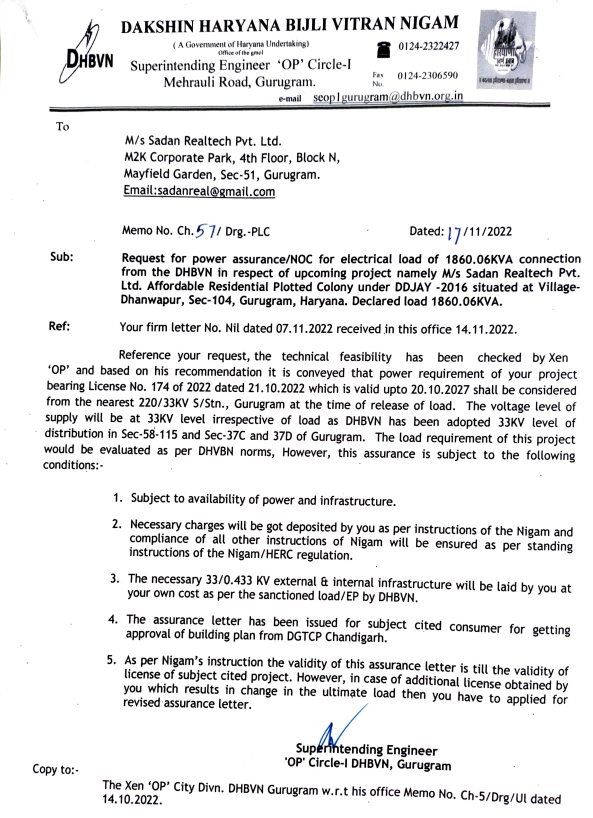 DHBVN
DAKSHIN HARYANA BIJLI VITRAN NIGAM
( A Government of Haryana Undertaking)
Office of the
Superintending Engineer ‘OP’ Circle-I
Mehrauli Road, Gurugram.
0124-2322427
Fax No. 0124-2306590
e-mail seop1gurugram@dhbvn.org.in
To
M/s Sadan Realtech Pvt. Ltd.
M2K Corporate Park, 4th Floor, Block N,
Mayfield Garden, Sec-51, Gurugram.
Email:sadanreal@gmail.com
Memo No. Ch.57/ Drg.-PLC Dated: 17/11/2022
Sub: Request for power assurance/NOC for electrical load of 1860.06KVA connection
from the DHBVN in respect of upcoming project namely M/s Sadan Realtech Pvt.
Ltd. Affordable Residential Plotted Colony under DDJAY -2016 situated at Village-
Dhanwapur, Sec-104, Gurugram, Haryana. Declared load 1860.06KVA.
Ref: Your firm letter No. Nil dated 07.11.2022 received in this office 14.11.2022.
Reference your request, the technical feasibility has been checked by Xen
‘OP’ and based on his recommendation it is conveyed that power requirement of your project
bearing License No. 174 of 2022 dated 21.10.2022 which is valid upto 20.10.2027 shall be considered
from the nearest 220/33KV S/Stn., Gurugram at the time of release of load. The voltage level of
supply will be at 33KV level irrespective of load as DHBVN has been adopted 33KV level of
distribution in Sec-58-115 and Sec-37C and 37D of Gurugram. The load requirement of this project
would be evaluated as per DHVBN norms, However, this assurance is subject to the following
conditions:-
1. Subject to availability of power and infrastructure.
2. Necessary charges will be got deposited by you as per instructions of the Nigam and
compliance of all other instructions of Nigam will be ensured as per standing
instructions of the Nigam/HERC regulation.
3. The necessary 33/0.433 KV external & internal infrastructure will be laid by you at
your own cost as per the sanctioned load/EP by DHBVN.
4. The assurance letter has been issued for subject cited consumer for getting
approval of building plan from DGTCP Chandigarh.
5. As per Nigam’s instruction the validity of this assurance letter is till the validity of
license of subject cited project. However, in case of additional license obtained by
you which results in change in the ultimate load then you have to applied for
revised assurance letter.
Superintending Engineer
‘OP’ Circle-I DHBVN, Gurugram
Copy to:-
The Xen ‘OP’ City Divn. DHBVN Gurugram w.r.t his office Memo No. Ch-5/Drg/UI dated
14.10.2022.